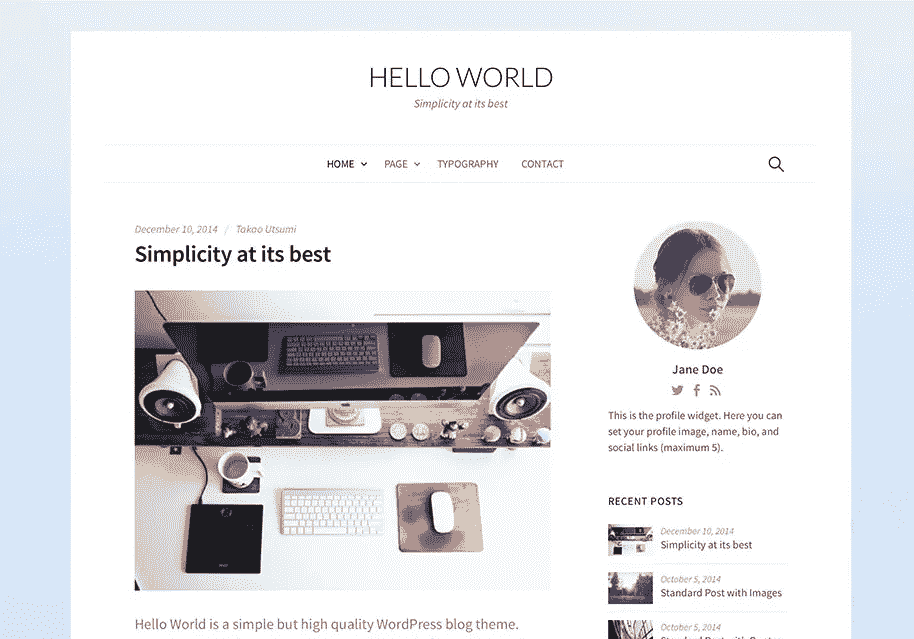 HELLO WORLD
Simplicity at its best
HOME PAGE TYPOGRAPHY CONTACT
December 10, 2014 / Takao Utsumi
Simplicity at its best
Hello World is a simple but high quality WordPress blog theme.
Jane Doe
This is the profile widget. Here you can
set your profile image, name, bio, and
social links (maximum 5).
RECENT POSTS
December 10, 2014
Simplicity at its best
October 5, 2014
Standard Post with Images
October 5, 2014